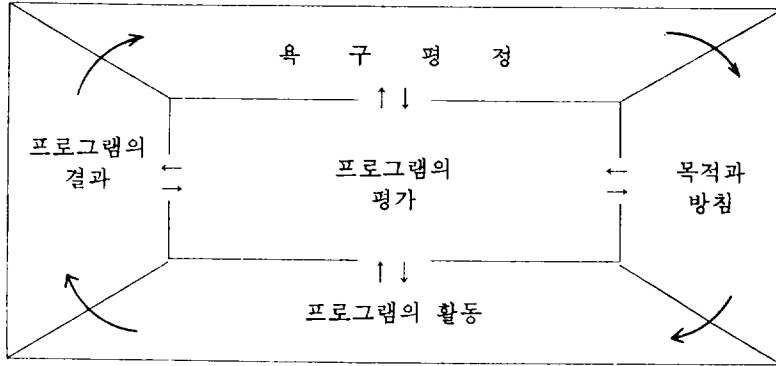 욕 구 평 정
프로그램의
결과
프로그램의
평가
목적과
방침
프로그램의 활동